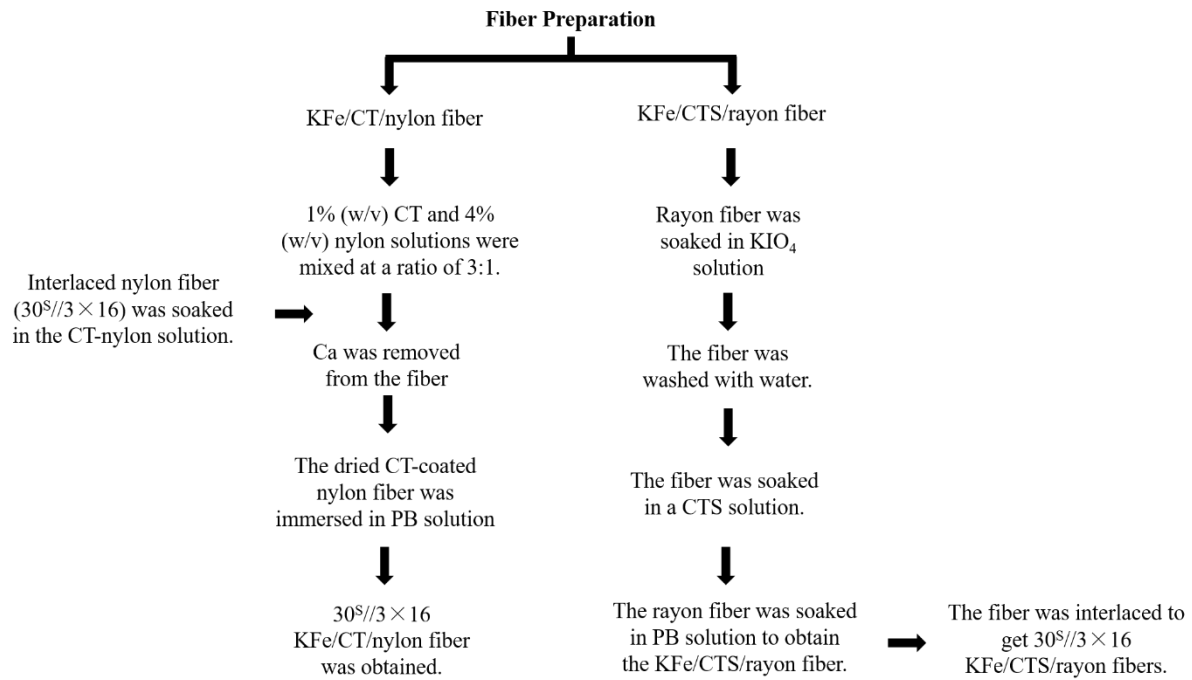 Fiber Preparation
KFe/CT/nylon fiber
1% (w/v) CT and 4%
(w/v) nylon solutions were
mixed at a ratio of 3:1.
Interlaced nylon fiber
(30ˢ//3×16) was soaked
in the CT-nylon solution.
Ca was removed
from the fiber
The dried CT-coated
nylon fiber was
immersed in PB solution
30ˢ//3×16
KFe/CT/nylon fiber
was obtained.
KFe/CTS/rayon fiber
Rayon fiber was
soaked in KIO₄
solution
The fiber was
washed with water.
The fiber was soaked
in a CTS solution.
The rayon fiber was soaked
in PB solution to obtain
the KFe/CTS/rayon fiber.
The fiber was interlaced to
get 30ˢ//3×16
KFe/CTS/rayon fibers.